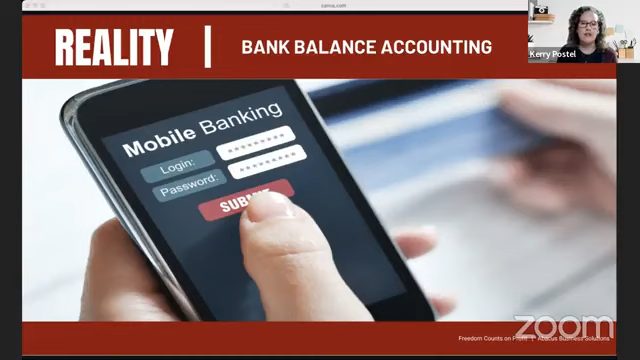 canva.com
REALITY | BANK BALANCE ACCOUNTING
Kerry Postel
Mobile Banking
Login:
Password:
SUBMIT
Freedom Counts on Profit | Abacus Business Solutions
zoom